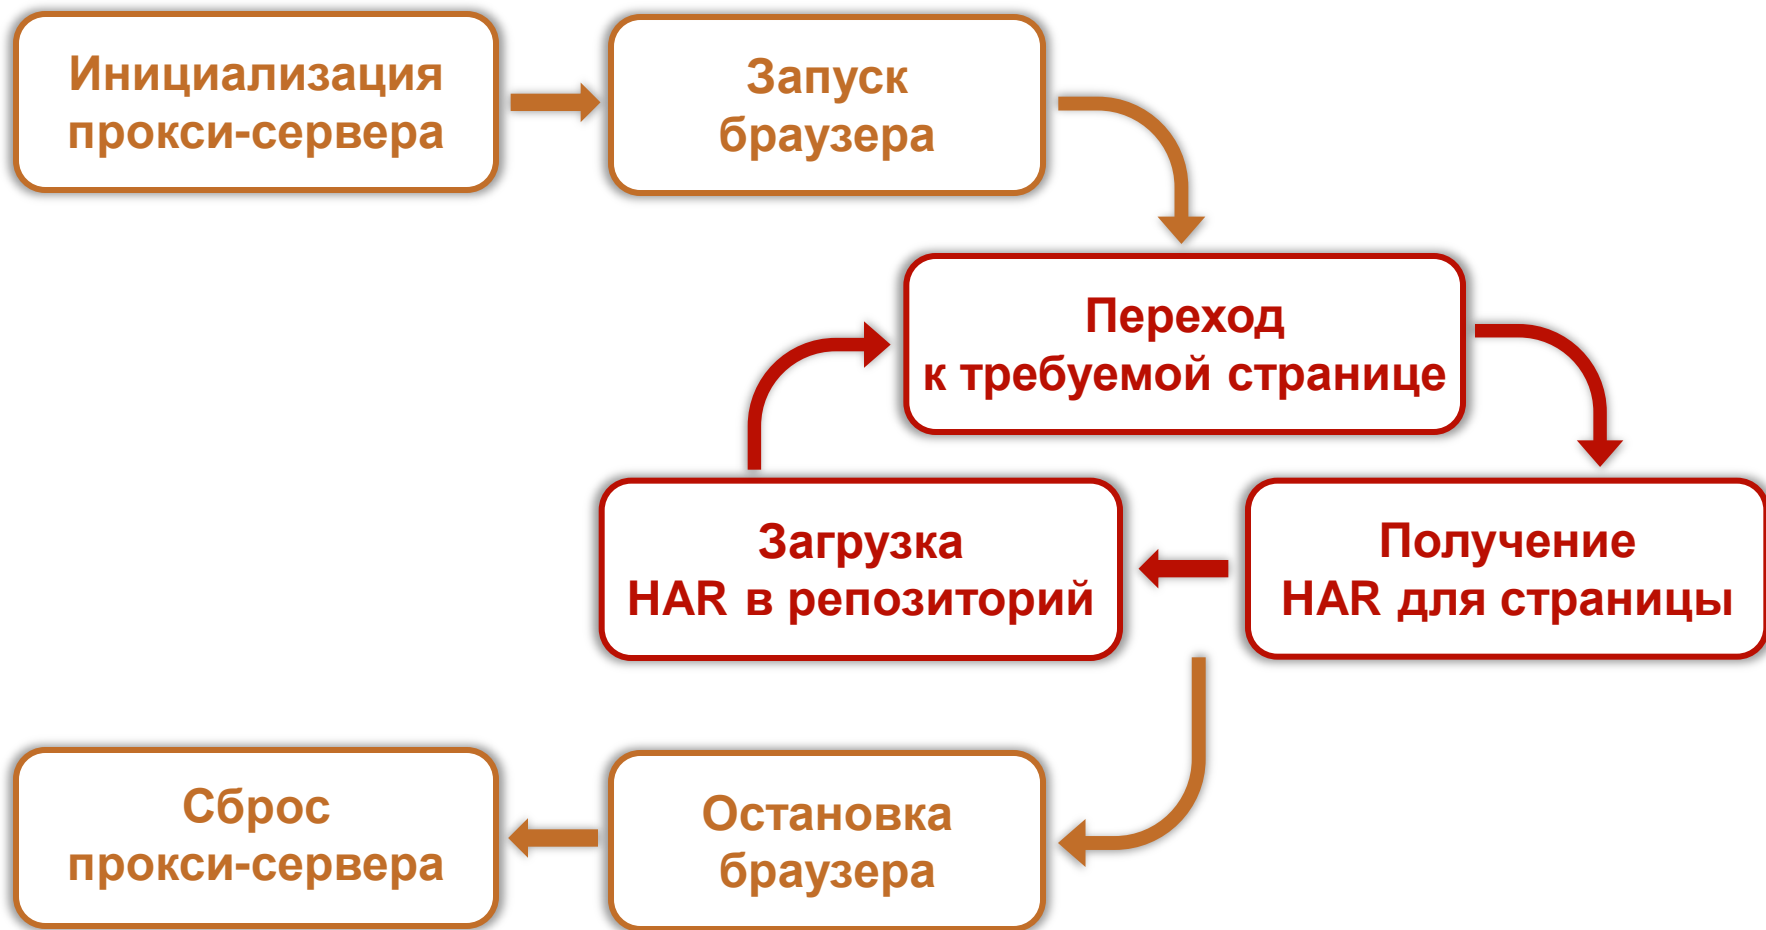 Инициализация
прокси-сервера
Запуск
браузера
Переход
к требуемой странице
Получение
HAR для страницы
Загрузка
HAR в репозиторий
Остановка
браузера
Сброс
прокси-сервера